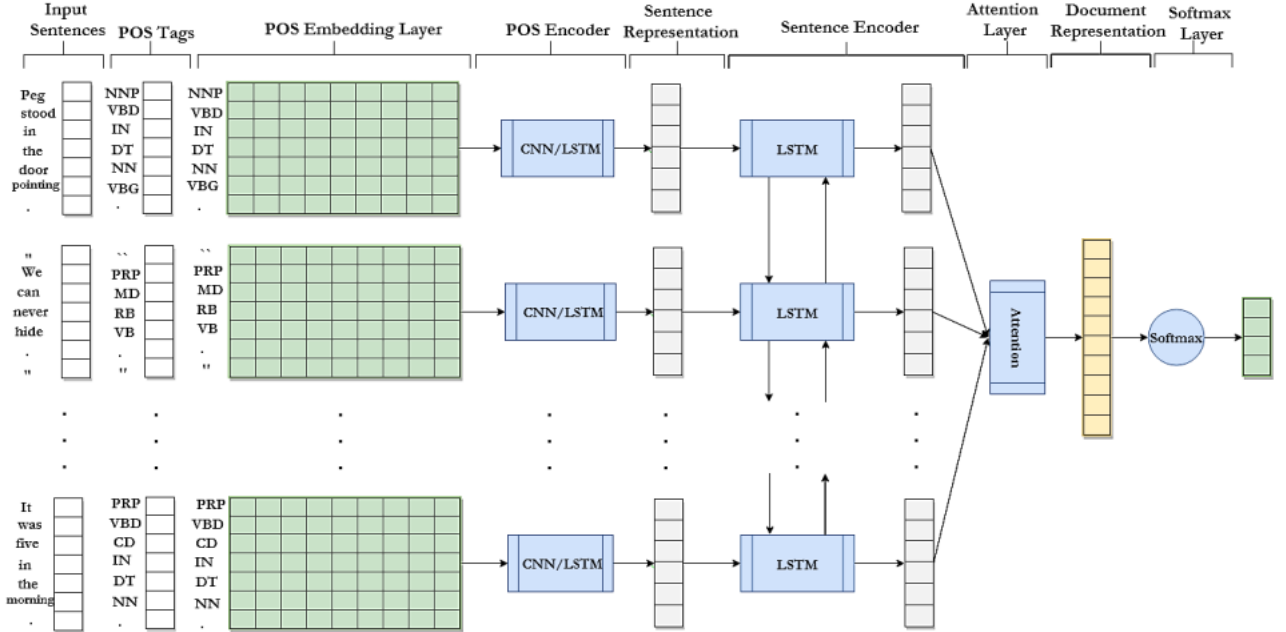 Input
Sentences
POS Tags
POS Embedding Layer
POS Encoder
Sentence
Representation
Sentence Encoder
Attention
Layer
Document
Representation
Softmax
Layer
Peg
stood
in
the
door
pointing
.
NNP
VBD
IN
DT
NN
VBG
.
NNP
VBD
IN
DT
NN
VBG
.
CNN/LSTM
LSTM
"
We
can
never
hide
.
"
``
PRP
MD
RB
VB
.
"
``
PRP
MD
RB
VB
.
"
CNN/LSTM
LSTM
Attention
Softmax
It
was
five
in
the
morning
.
PRP
VBD
CD
IN
DT
NN
.
PRP
VBD
CD
IN
DT
NN
.
CNN/LSTM
LSTM